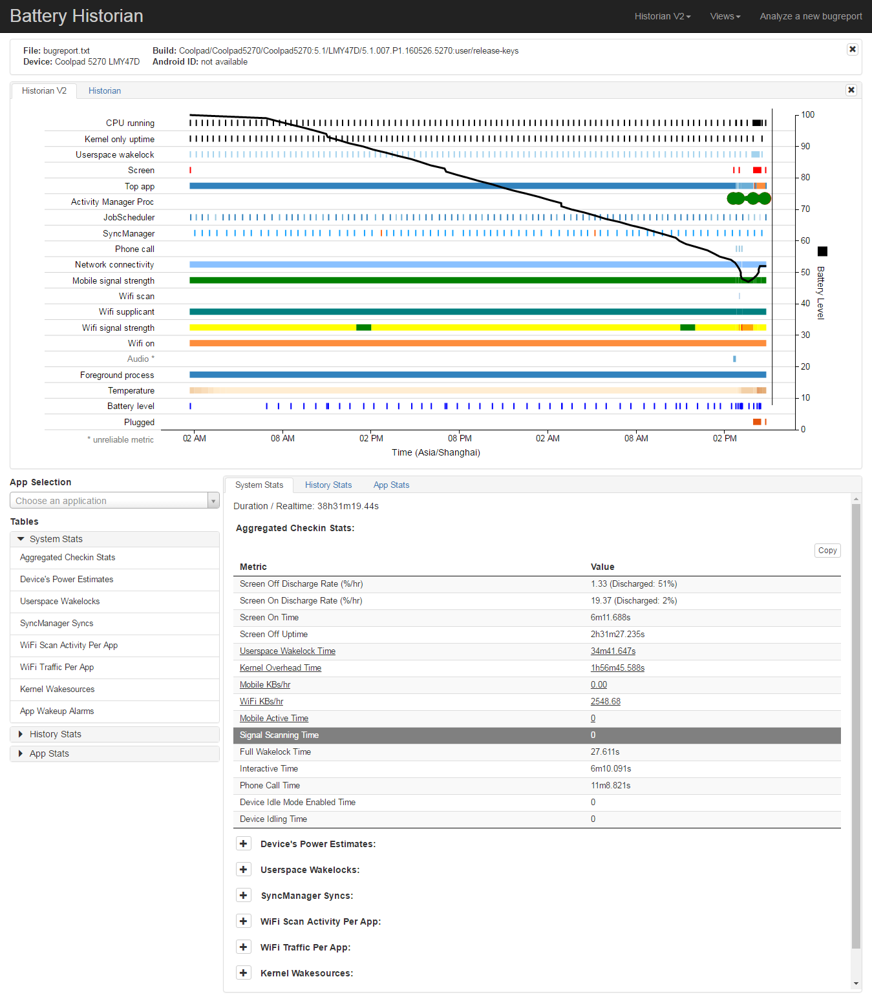 Battery Historian
Historian V2 Views Analyze a new bugreport
File: bugreport.txt Build: Coolpad/Coolpad5270/Coolpad5270:5.1/LMY47D/5.1.007.P1.160526.5270:user/release-keys
Device: Coolpad 5270 LMY47D Android ID: not available
Historian V2 Historian
CPU running
Kernel only uptime
Userspace wakelock
Screen
Top app
Activity Manager Proc
JobScheduler
SyncManager
Phone call
Network connectivity
Mobile signal strength
Wifi scan
Wifi supplicant
Wifi signal strength
Wifi on
Audio *
Foreground process
Temperature
Battery level
Plugged
* unreliable metric
100
90
80
70
60
50
40
30
20
10
0
Battery Level
02 AM 08 AM 02 PM 08 PM 02 AM 08 AM 02 PM
Time (Asia/Shanghai)
App Selection
Choose an application
Tables
System Stats
Aggregated Checkin Stats
Device's Power Estimates
Userspace Wakelocks
SyncManager Syncs
WiFi Scan Activity Per App
WiFi Traffic Per App
Kernel Wakesources
App Wakeup Alarms
History Stats
App Stats
System Stats History Stats App Stats
Duration / Realtime: 38h31m19.44s
Aggregated Checkin Stats:
Copy
Metric Value
Screen Off Discharge Rate (%/hr) 1.33 (Discharged: 51%)
Screen On Discharge Rate (%/hr) 19.37 (Discharged: 2%)
Screen On Time 6m11.688s
Screen Off Uptime 2h31m27.235s
Userspace Wakelock Time 34m41.647s
Kernel Overhead Time 1h56m45.588s
Mobile KBs/hr 0.00
WiFi KBs/hr 2548.68
Mobile Active Time 0
Signal Scanning Time 0
Full Wakelock Time 27.611s
Interactive Time 6m10.091s
Phone Call Time 11m8.821s
Device Idle Mode Enabled Time 0
Device Idling Time 0
Device's Power Estimates:
Userspace Wakelocks:
SyncManager Syncs:
WiFi Scan Activity Per App:
WiFi Traffic Per App:
Kernel Wakesources: